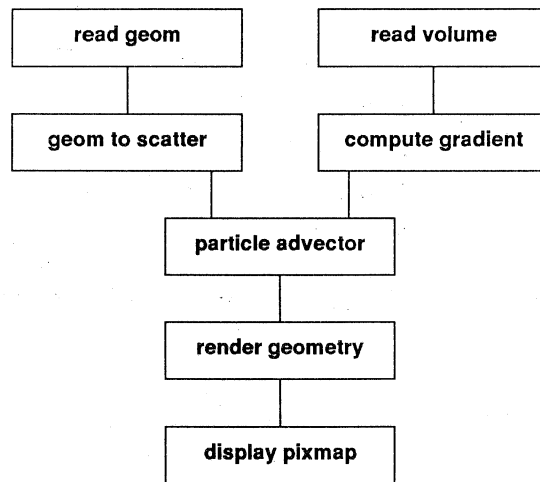 read geom
read volume
geom to scatter
compute gradient
particle advector
render geometry
display pixmap